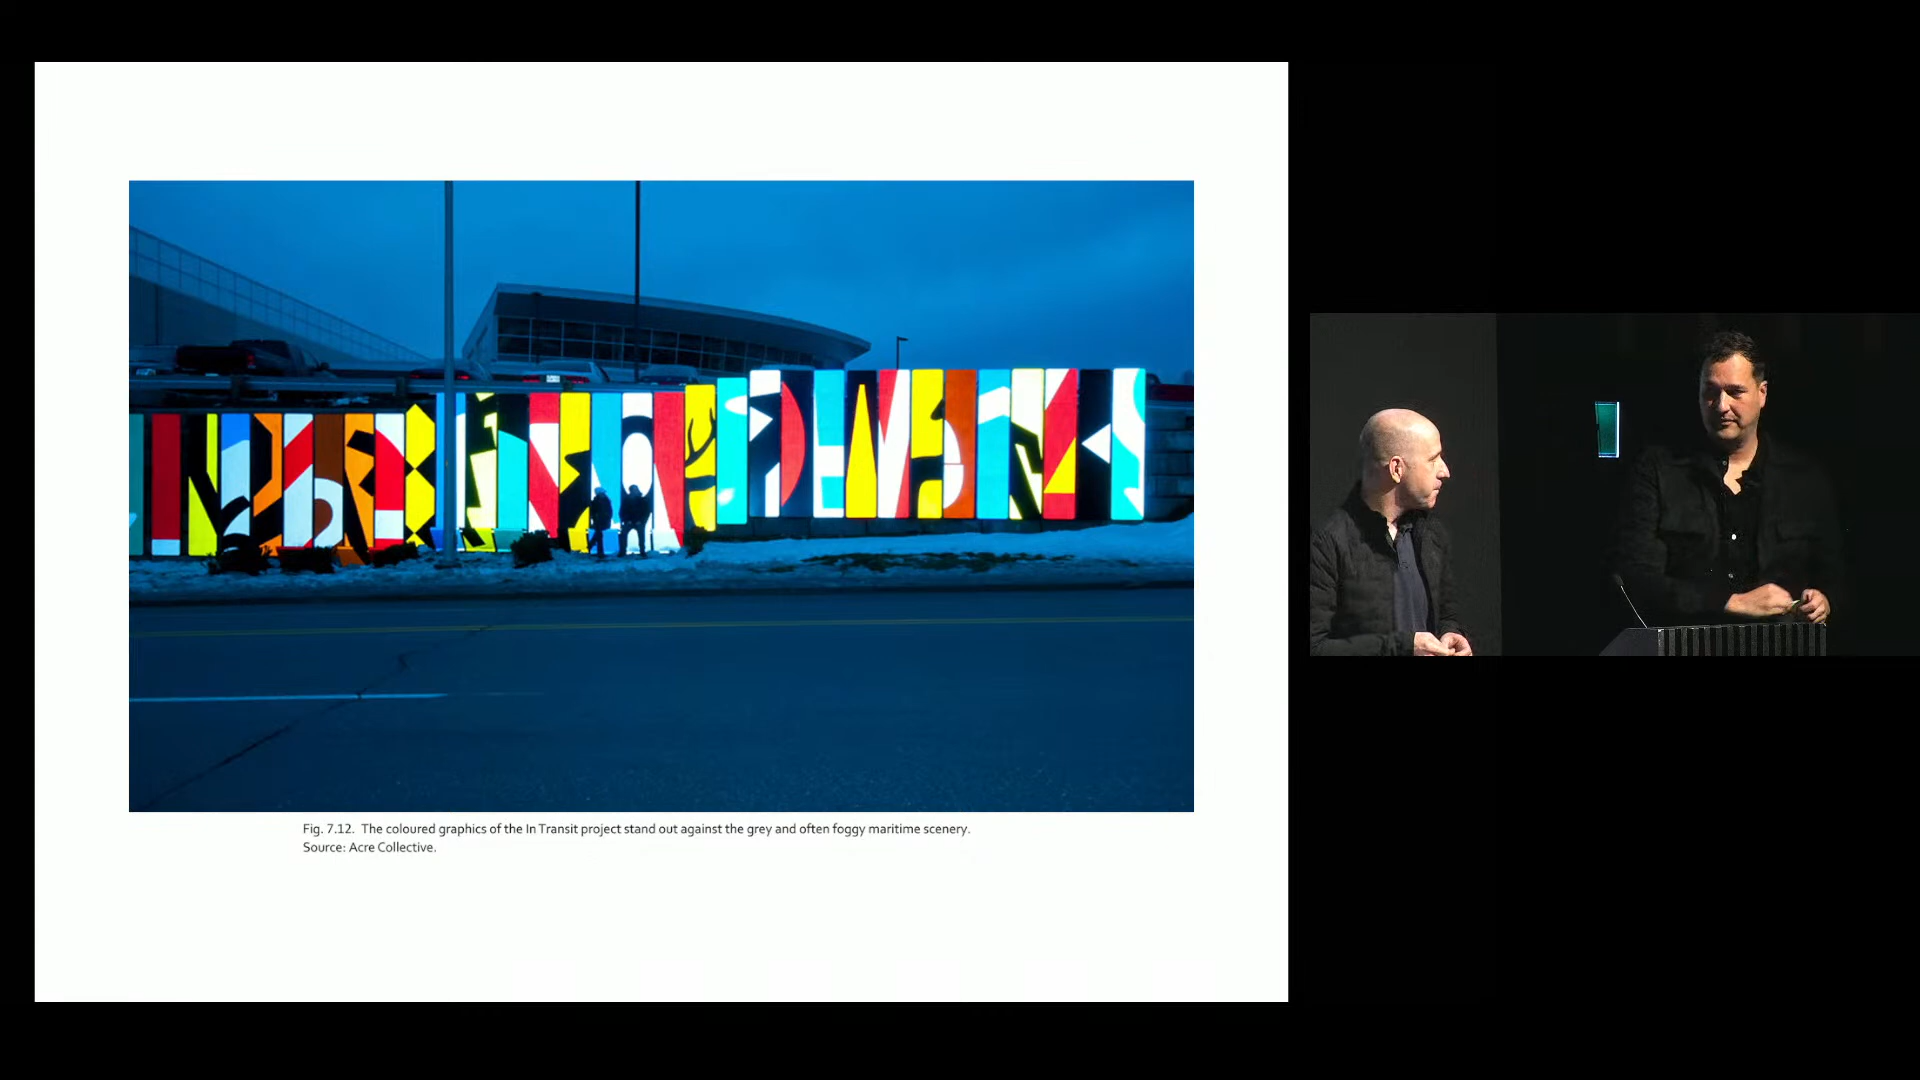 Fig. 7.12. The coloured graphics of the In Transit project stand out against the grey and often foggy maritime scenery.
Source: Acre Collective.